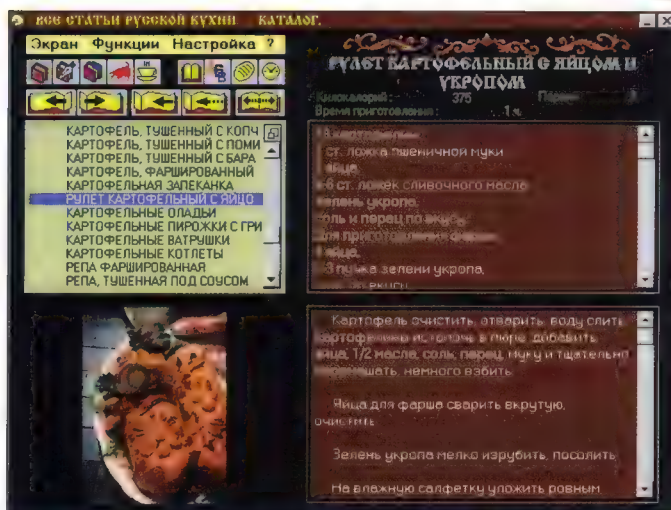 ВСЕ СТАТЬИ РУССКОЙ КУХНИ КАТАЛОГ.
Экран Функции Настройка ?
КАРТОФЕЛЬ, ТУШЕННЫЙ С КОПЧ
КАРТОФЕЛЬ, ТУШЕННЫЙ С ПОМИ
КАРТОФЕЛЬ, ТУШЕННЫЙ С БАРА
КАРТОФЕЛЬ, ФАРШИРОВАННЫЙ
КАРТОФЕЛЬНАЯ ЗАПЕКАНКА
РУЛЕТ КАРТОФЕЛЬНЫЙ С ЯЙЦО
КАРТОФЕЛЬНЫЕ ОЛАДЬИ
КАРТОФЕЛЬНЫЕ ПИРОЖКИ С ГРИ
КАРТОФЕЛЬНЫЕ ВАТРУШКИ
КАРТОФЕЛЬНЫЕ КОТЛЕТЫ
РЕПА ФАРШИРОВАННАЯ
РЕПА, ТУШЕННАЯ ПОД СОУСОМ
РУЛЕТ КАРТОФЕЛЬНЫЙ С ЯЙЦОМ И
УКРОПОМ
Килокалорий : 375
Время приготовления :
ст. ложка пшеничной муки
яйца
ст. ложек сливочного масла
зелень укропа
соль и перец по вкусу
яйца,
пучка зелени укропа,
Картофель очистить, отварить, воду слить
картофелины истолочь в пюре, добавить
яйца, 1/2 масла, соль, перец, муку и тщательно
немного взбить.
Яйца для фарша сварить вкрутую,
очистить
Зелень укропа мелко изрубить, посолить
На влажную салфетку уложить ровным